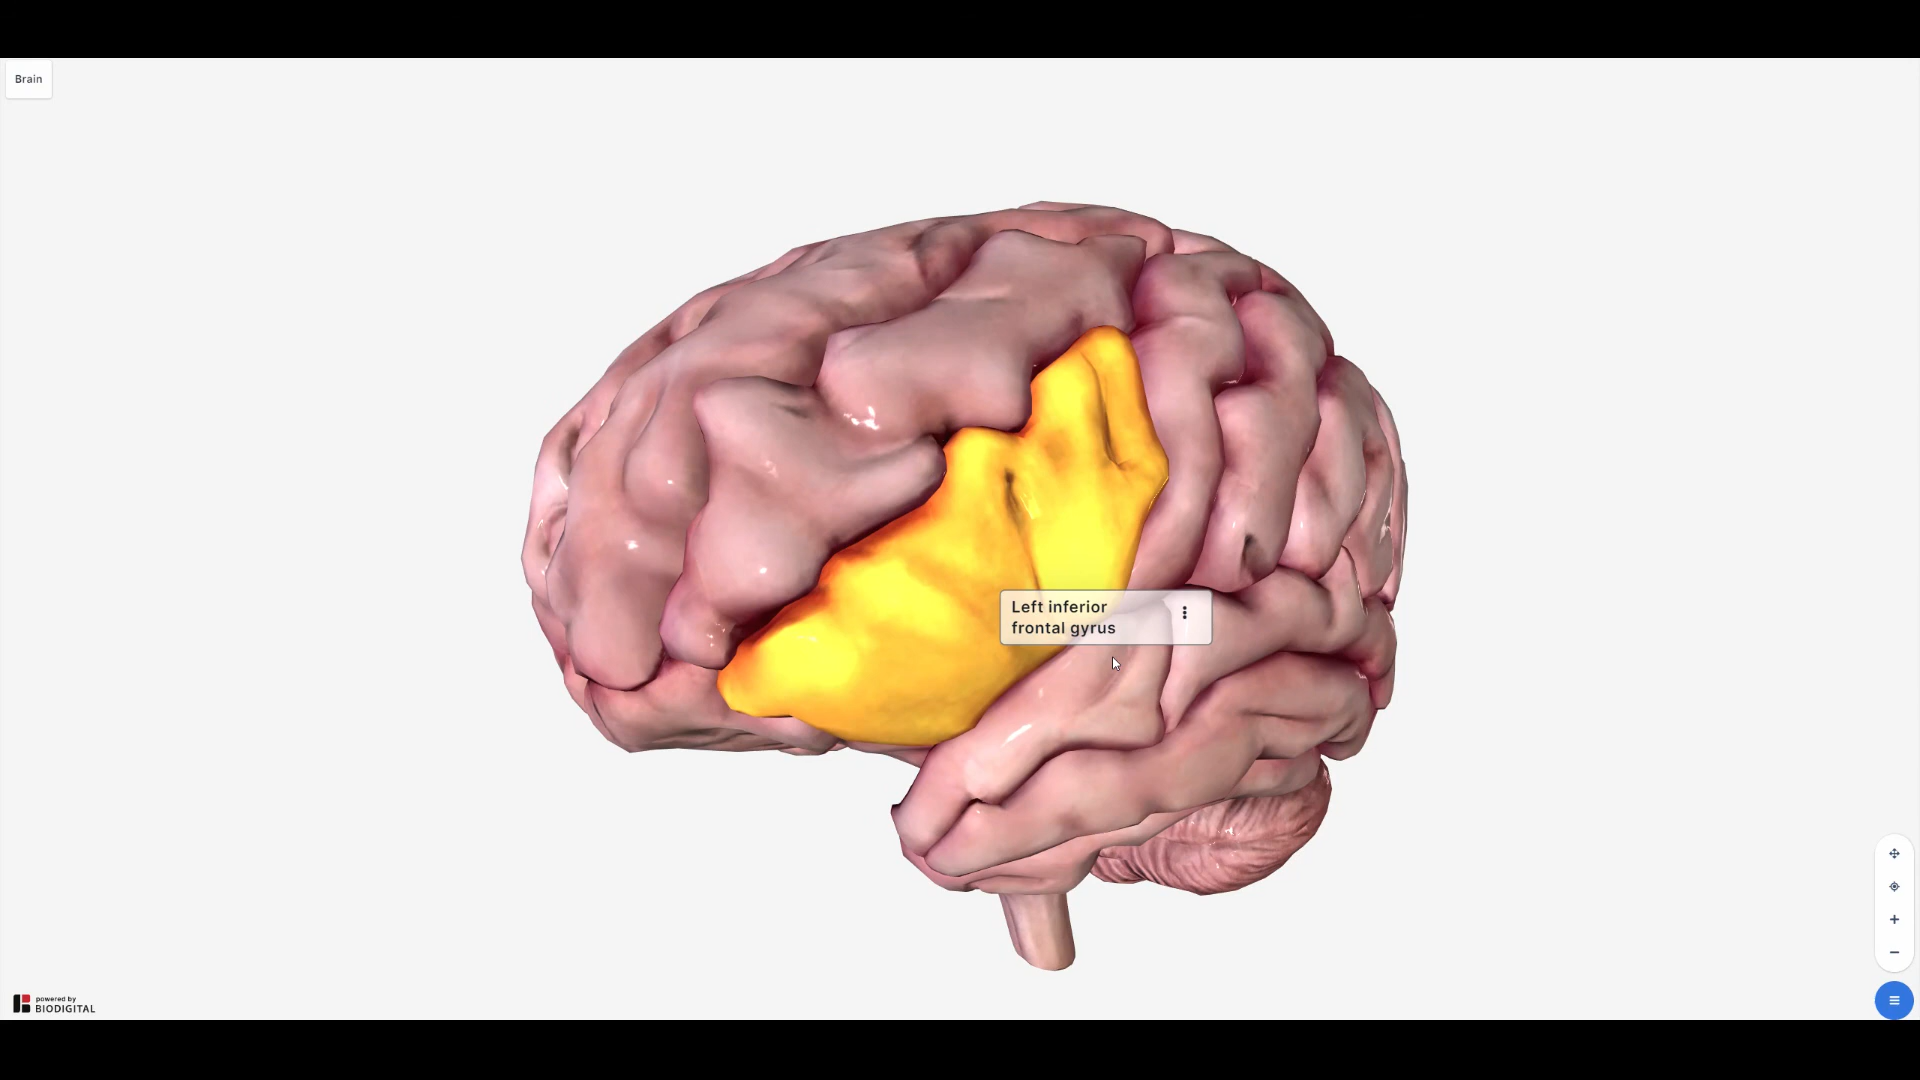 Brain
Left inferior
frontal gyrus
powered by
BIODIGITAL